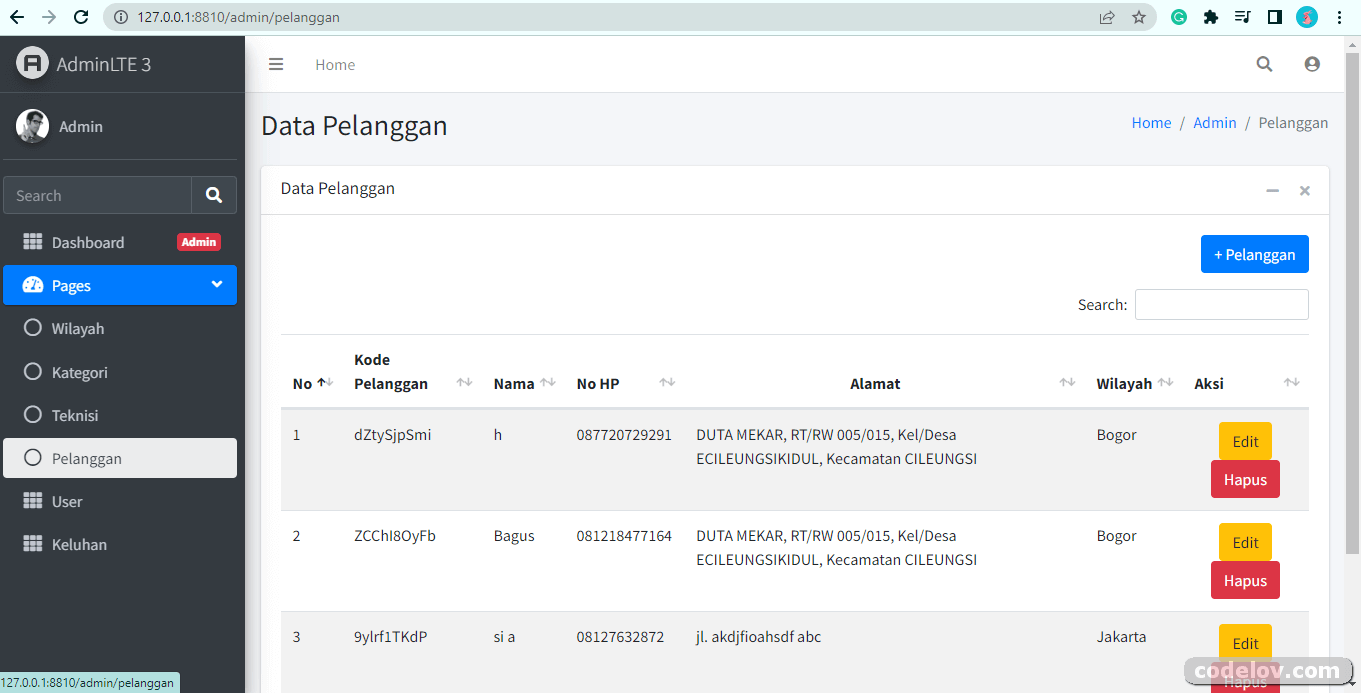 127.0.0.1:8810/admin/pelanggan
AdminLTE 3
Home
Admin
Data Pelanggan
Home / Admin / Pelanggan
Search
Data Pelanggan
Dashboard Admin
Pages
+ Pelanggan
Search:
Wilayah
Kategori
Teknisi
Pelanggan
User
Keluhan
No Kode Pelanggan Nama No HP Alamat Wilayah Aksi
1 dZtySjpSmi h 087720729291 DUTA MEKAR, RT/RW 005/015, Kel/Desa Bogor Edit
ECILEUNGSIKIDUL, Kecamatan CILEUNGSI
Hapus
2 ZCChI8OyFb Bagus 081218477164 DUTA MEKAR, RT/RW 005/015, Kel/Desa Bogor Edit
ECILEUNGSIKIDUL, Kecamatan CILEUNGSI
Hapus
3 9ylrf1TKdP si a 08127632872 jl. akdjfioahsdf abc Jakarta Edit
Hapus
codelov.com
127.0.0.1:8810/admin/pelanggan